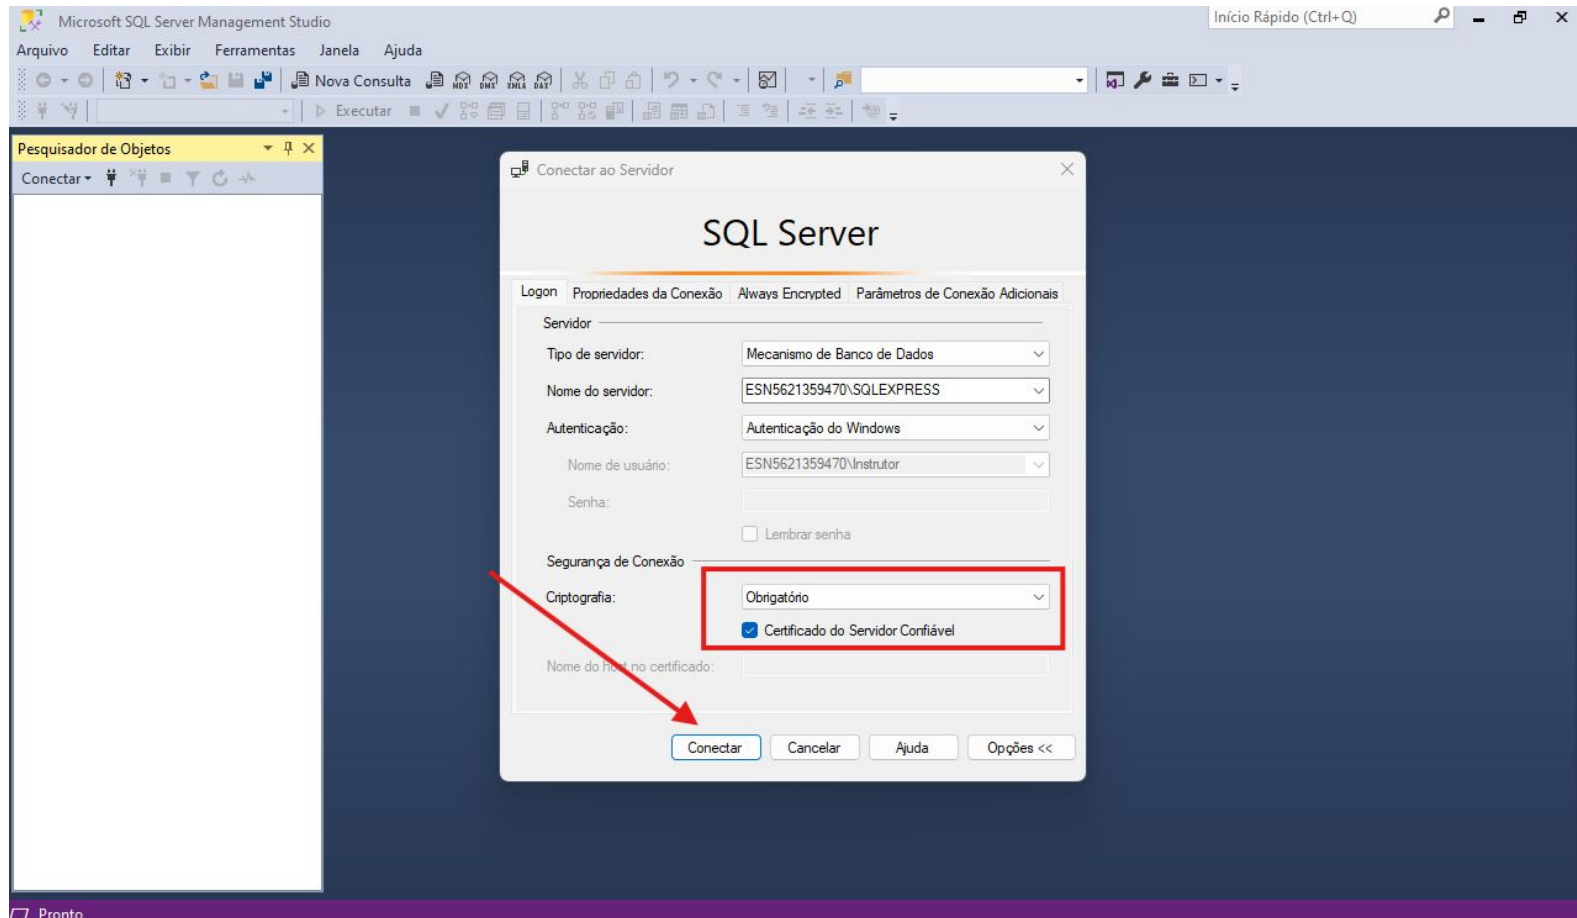 Microsoft SQL Server Management Studio
Início Rápido (Ctrl+Q)
Arquivo Editar Exibir Ferramentas Janela Ajuda
Nova Consulta MDX DMX XMLA DAX
Executar
Pesquisador de Objetos
Conectar
Conectar ao Servidor
SQL Server
Logon Propriedades da Conexão Always Encrypted Parâmetros de Conexão Adicionais
Servidor
Tipo de servidor: Mecanismo de Banco de Dados
Nome do servidor: ESN5621359470\SQLEXPRESS
Autenticação: Autenticação do Windows
Nome de usuário: ESN5621359470\Instrutor
Senha:
Lembrar senha
Segurança de Conexão
Criptografia: Obrigatório
Certificado do Servidor Confiável
Nome do host no certificado:
Conectar Cancelar Ajuda Opções <<
Pronto